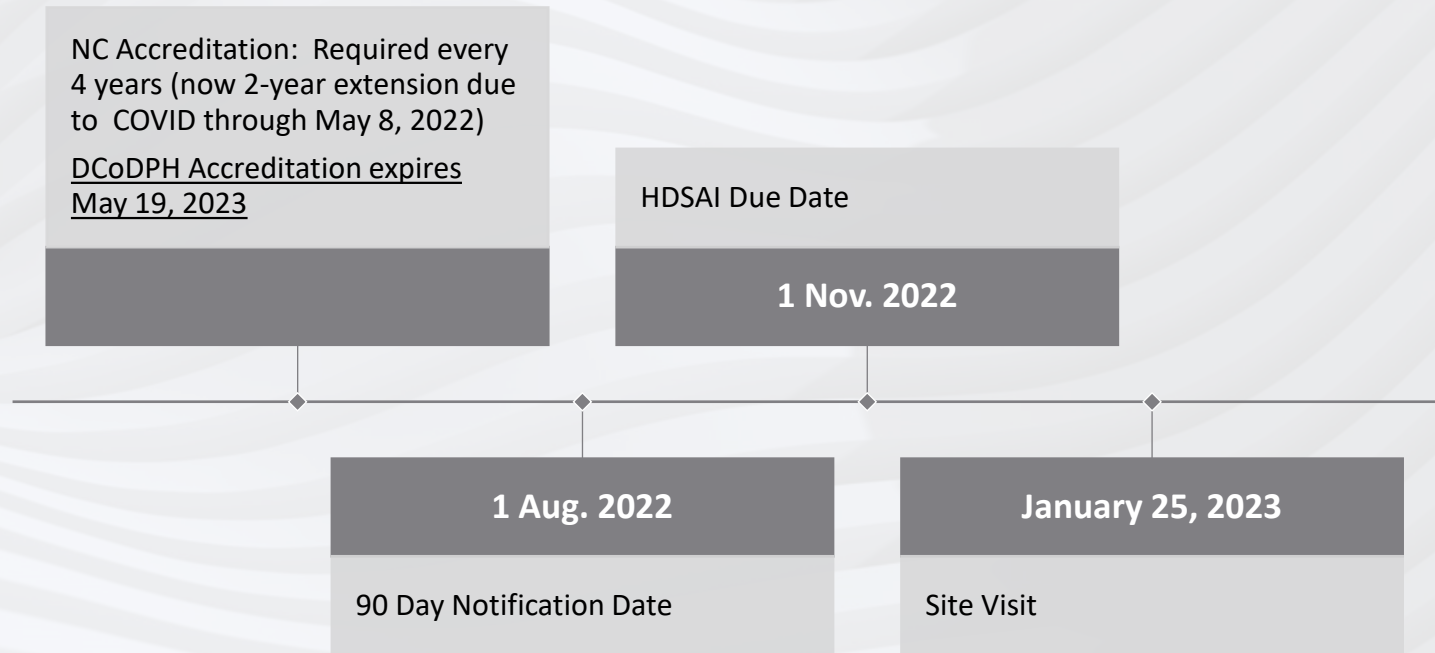 NC Accreditation: Required every
4 years (now 2-year extension due
to COVID through May 8, 2022)
DCoDPH Accreditation expires
May 19, 2023
HDSAI Due Date
1 Nov. 2022
1 Aug. 2022
90 Day Notification Date
January 25, 2023
Site Visit